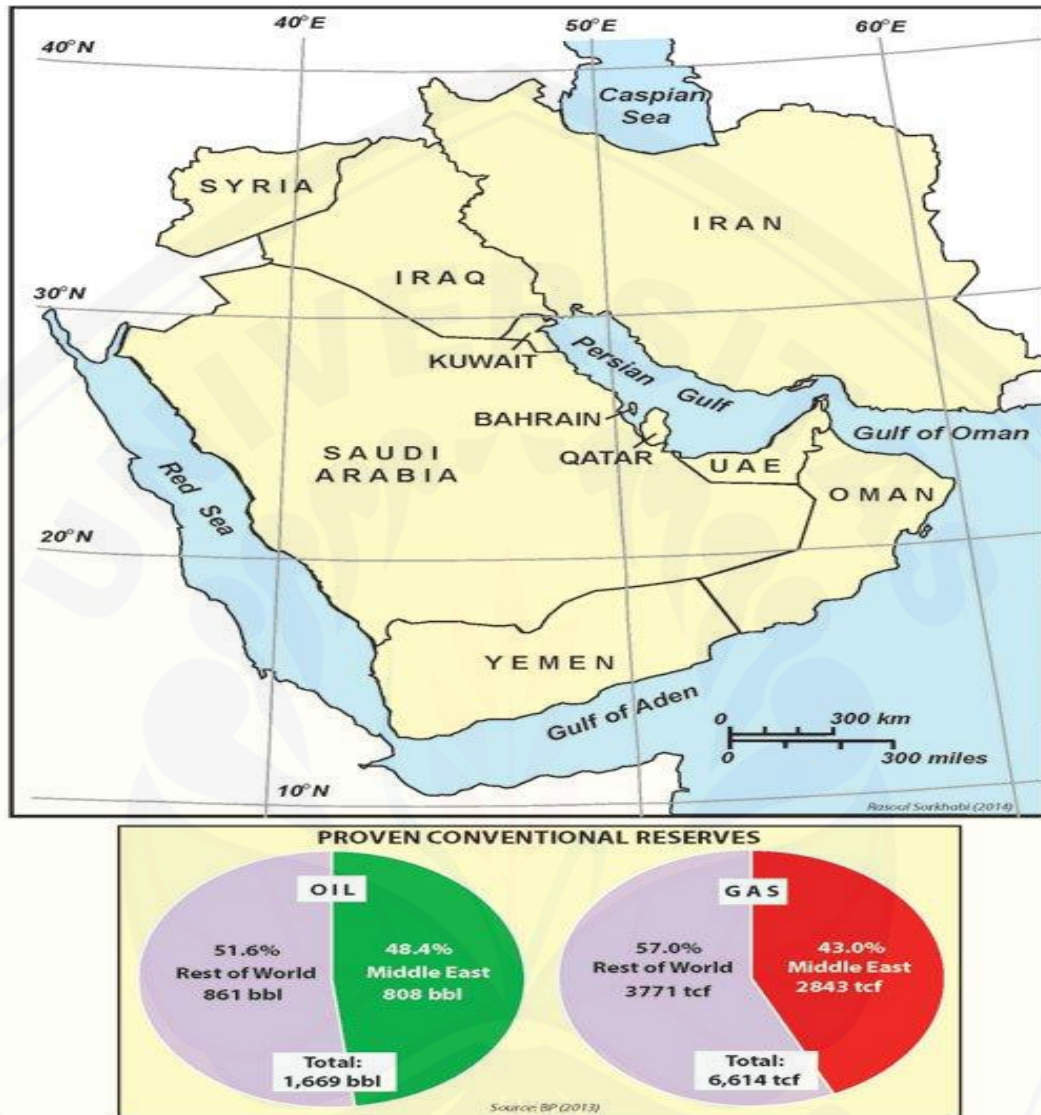 40°E
50°E
60°E
40°N
Caspian
Sea
SYRIA
IRAN
IRAQ
30°N
KUWAIT
Persian Gulf
BAHRAIN
QATAR
Gulf of Oman
SAUDI
ARABIA
UAE
OMAN
Red Sea
20°N
YEMEN
Gulf of Aden
0 300 km
0 300 miles
10°N
Rasoul Sorkhabi (2014)
UNIVERSITAS
PROVEN CONVENTIONAL RESERVES
OIL
51.6%
Rest of World
861 bbl
48.4%
Middle East
808 bbl
Total:
1,669 bbl
GAS
57.0%
Rest of World
3771 tcf
43.0%
Middle East
2843 tcf
Total:
6,614 tcf
Source: BP (2013)